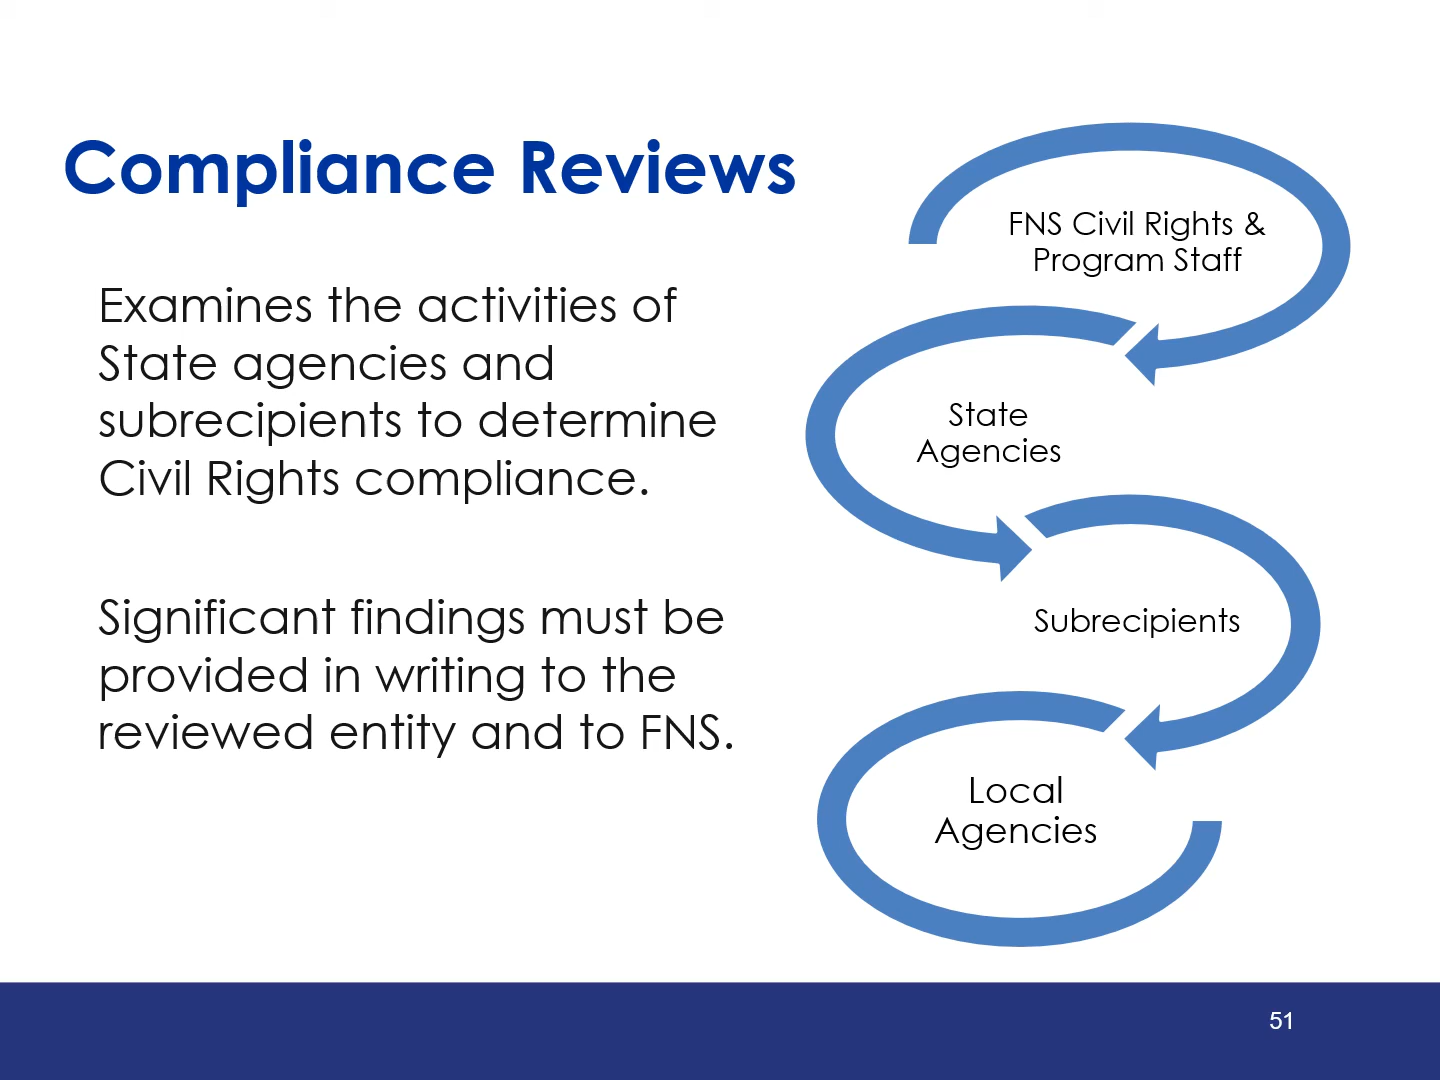 Compliance Reviews
Examines the activities of
State agencies and
subrecipients to determine
Civil Rights compliance.
Significant findings must be
provided in writing to the
reviewed entity and to FNS.
FNS Civil Rights &
Program Staff
State
Agencies
Subrecipients
Local
Agencies
51